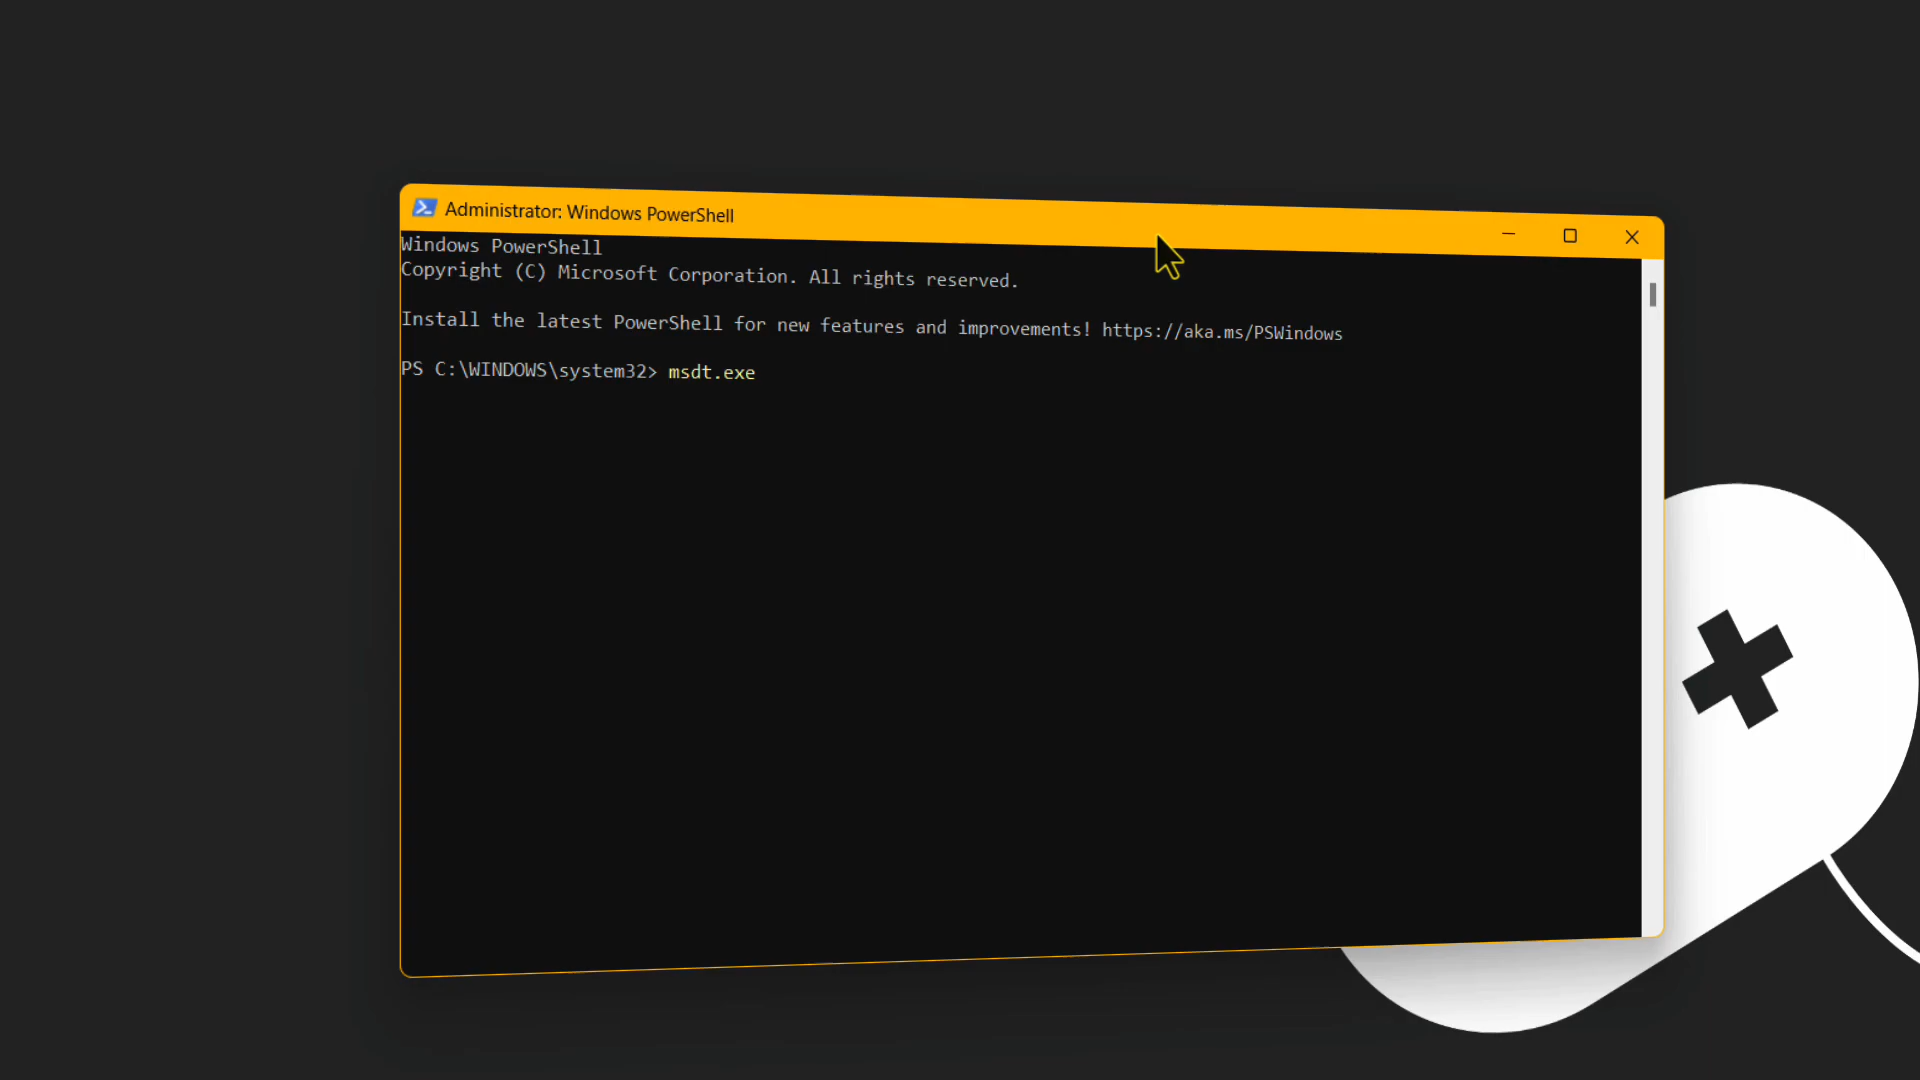 Administrator: Windows PowerShell
Windows PowerShell
Copyright (C) Microsoft Corporation. All rights reserved.
Install the latest PowerShell for new features and improvements! https://aka.ms/PSWindows
PS C:\WINDOWS\system32> msdt.exe